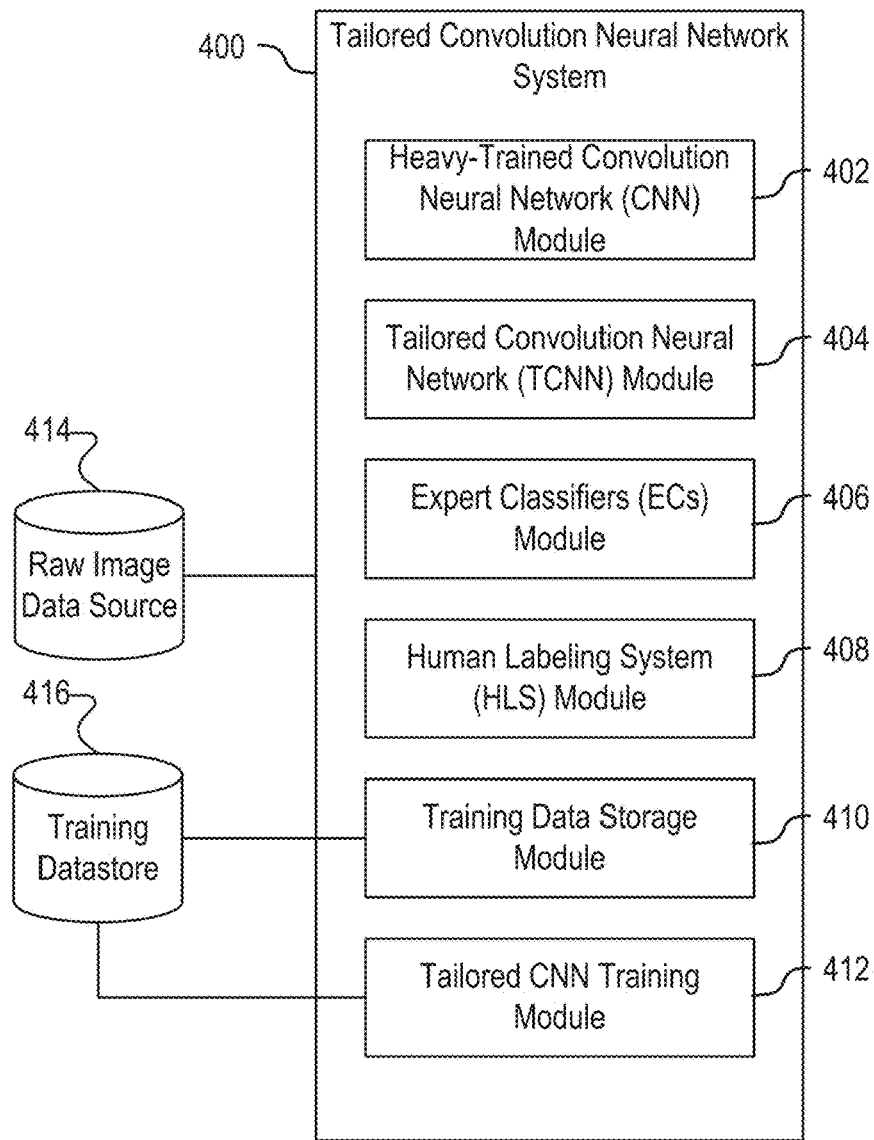 400
Tailored Convolution Neural Network
System
Heavy-Trained Convolution
Neural Network (CNN)
Module
402
Tailored Convolution Neural
Network (TCNN) Module
404
414
Expert Classifiers (ECs)
Module
406
Raw Image
Data Source
Human Labeling System
(HLS) Module
408
416
Training Data Storage
Module
410
Training
Datastore
Tailored CNN Training
Module
412